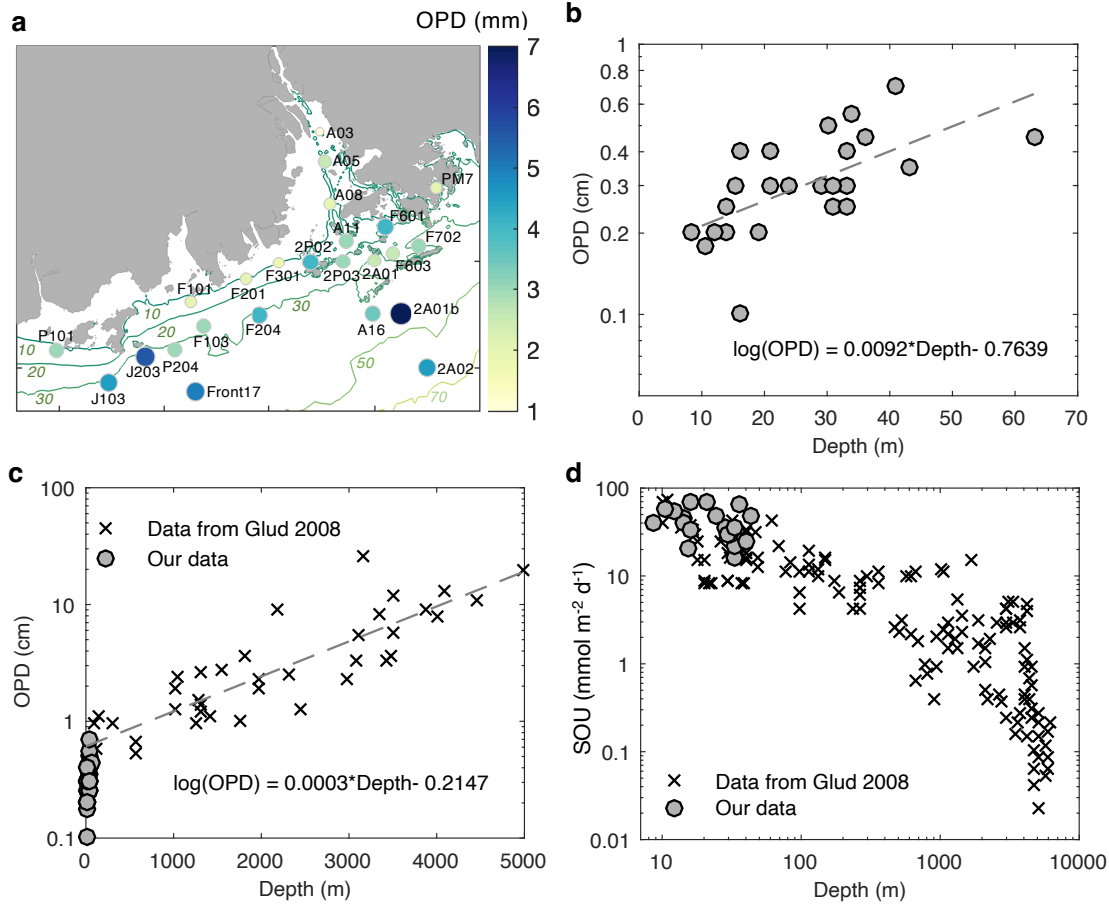 a
OPD (mm)
7
6
5
4
3
2
1
A03
A05
PM7
A08
F601
A11
F702
2P02
F603
F301
2P03
2A01
F201
F101
10
30
F204
A16
2A01b
20
F103
P101
10
50
J203
P204
20
2A02
J103
Front17
30
70
b
1
0.8
0.6
0.4
0.3
0.2
0.1
OPD (cm)
log(OPD) = 0.0092*Depth- 0.7639
0 10 20 30 40 50 60 70
Depth (m)
c
100
10
1
0.1
OPD (cm)
Data from Glud 2008
Our data
log(OPD) = 0.0003*Depth- 0.2147
0 1000 2000 3000 4000 5000
Depth (m)
d
100
10
1
0.1
0.01
SOU (mmol m⁻² d⁻¹)
Data from Glud 2008
Our data
10 100 1000 10000
Depth (m)